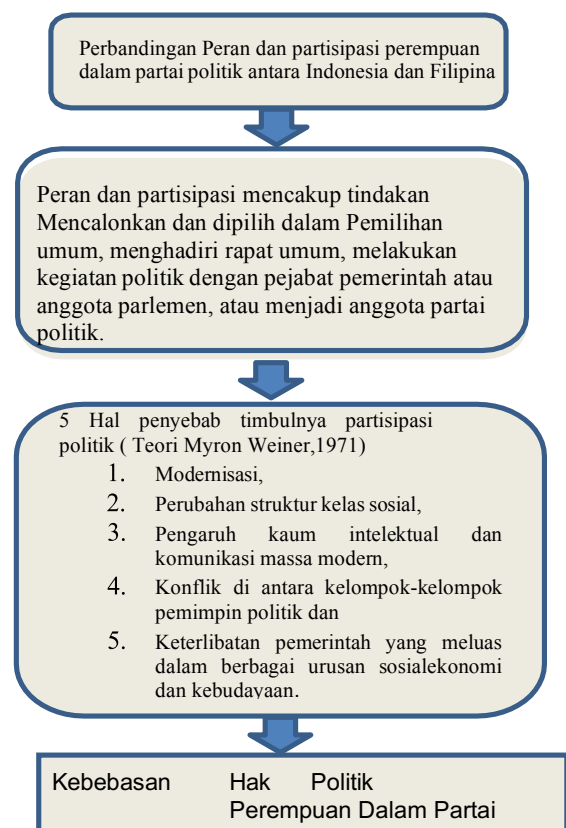 Perbandingan Peran dan partisipasi perempuan
dalam partai politik antara Indonesia dan Filipina
Peran dan partisipasi mencakup tindakan
Mencalonkan dan dipilih dalam Pemilihan
umum, menghadiri rapat umum, melakukan
kegiatan politik dengan pejabat pemerintah atau
anggota parlemen, atau menjadi anggota partai
politik.
5 Hal penyebab timbulnya partisipasi
politik ( Teori Myron Weiner,1971)
1. Modernisasi,
2. Perubahan struktur kelas sosial,
3. Pengaruh kaum intelektual dan
komunikasi massa modern,
4. Konflik di antara kelompok-kelompok
pemimpin politik dan
5. Keterlibatan pemerintah yang meluas
dalam berbagai urusan sosialekonomi
dan kebudayaan.
Kebebasan Hak Politik
Perempuan Dalam Partai